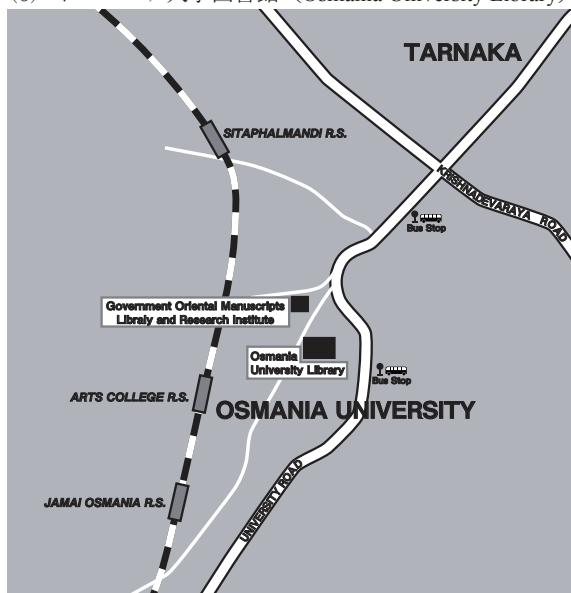 TARNAKA
SITAPHALMANDI R.S.
KRISHNADEVARAYA ROAD
Bus Stop
Government Oriental Manuscripts
Libraly and Research Institute
Osmania
University Library
Bus Stop
ARTS COLLEGE R.S.
OSMANIA UNIVERSITY
JAMAI OSMANIA R.S.
UNIVERSITY ROAD